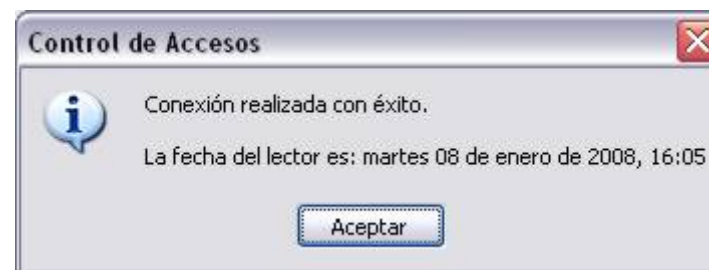 Control de Accesos
Conexión realizada con éxito.
La fecha del lector es: martes 08 de enero de 2008, 16:05
Aceptar